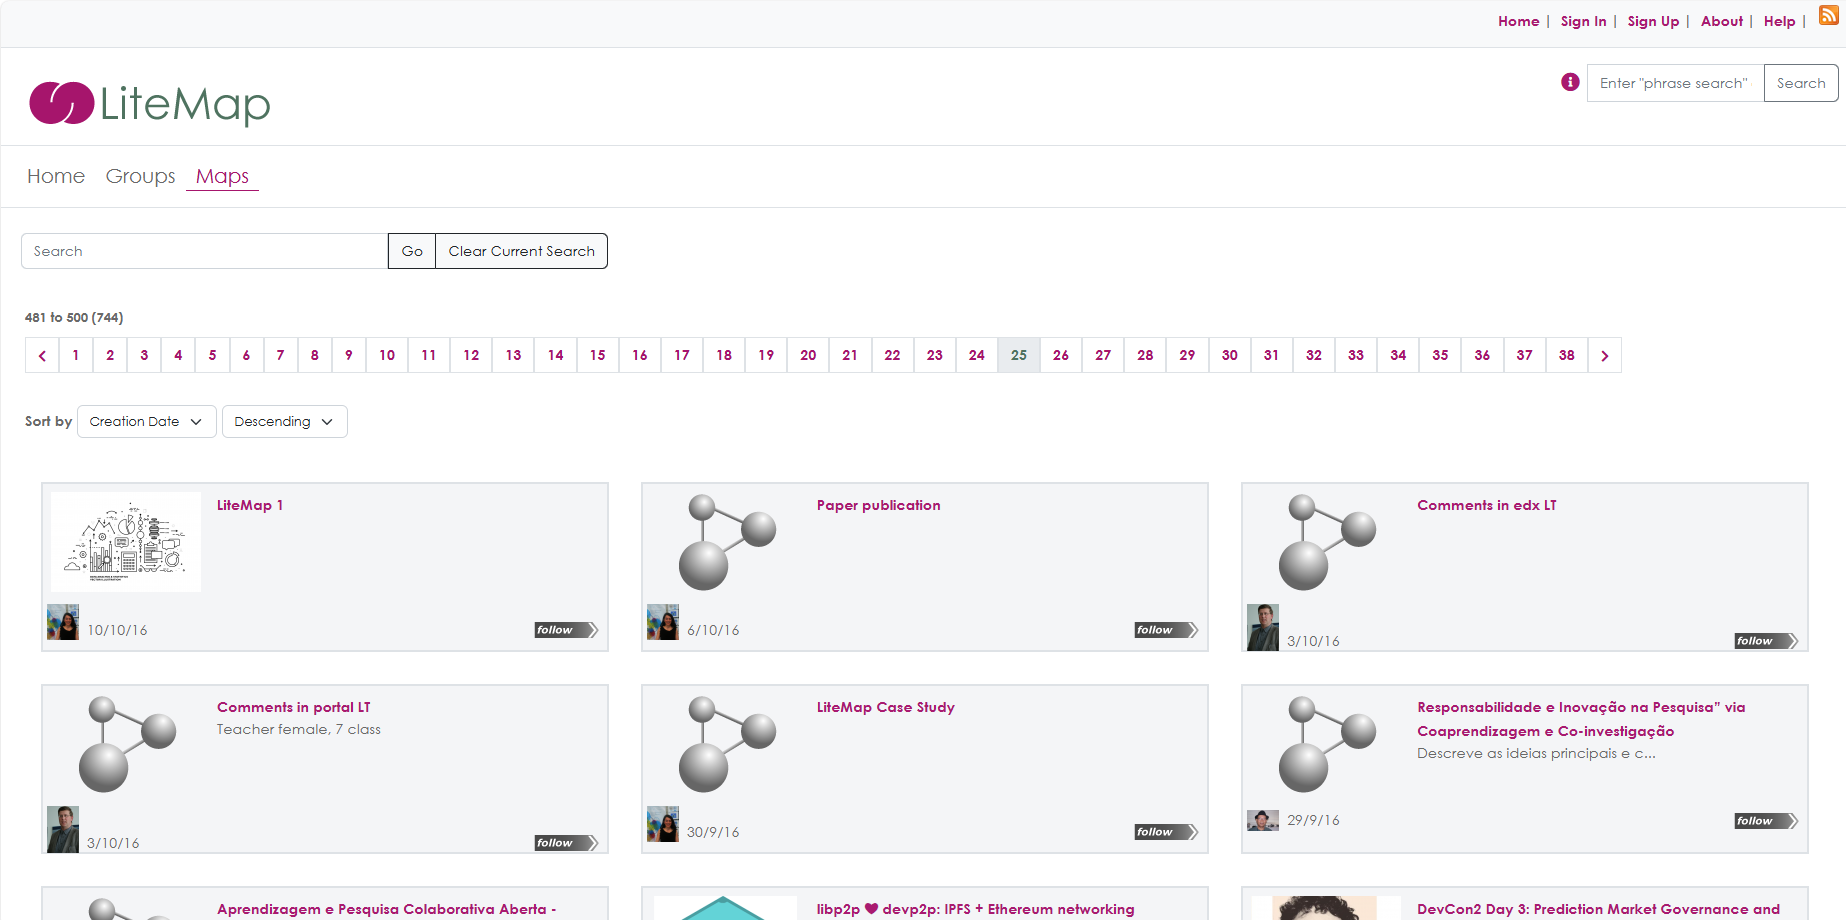 Home | Sign In | Sign Up | About | Help |
LiteMap
Enter "phrase search"
Search
Home Groups Maps
Search
Go
Clear Current Search
481 to 500 (744)
1 2 3 4 5 6 7 8 9 10 11 12 13 14 15 16 17 18 19 20 21 22 23 24 25 26 27 28 29 30 31 32 33 34 35 36 37 38
Sort by Creation Date Descending
LiteMap 1
10/10/16
follow
Paper publication
6/10/16
follow
Comments in edx LT
3/10/16
follow
Comments in portal LT
Teacher female, 7 class
3/10/16
follow
LiteMap Case Study
30/9/16
follow
Responsabilidade e Inovação na Pesquisa” via
Coaprendizagem e Co-investigação
Descreve as ideias principais e c...
29/9/16
follow
Aprendizagem e Pesquisa Colaborativa Aberta -
libp2p ❤ devp2p: IPFS + Ethereum networking
DevCon2 Day 3: Prediction Market Governance and